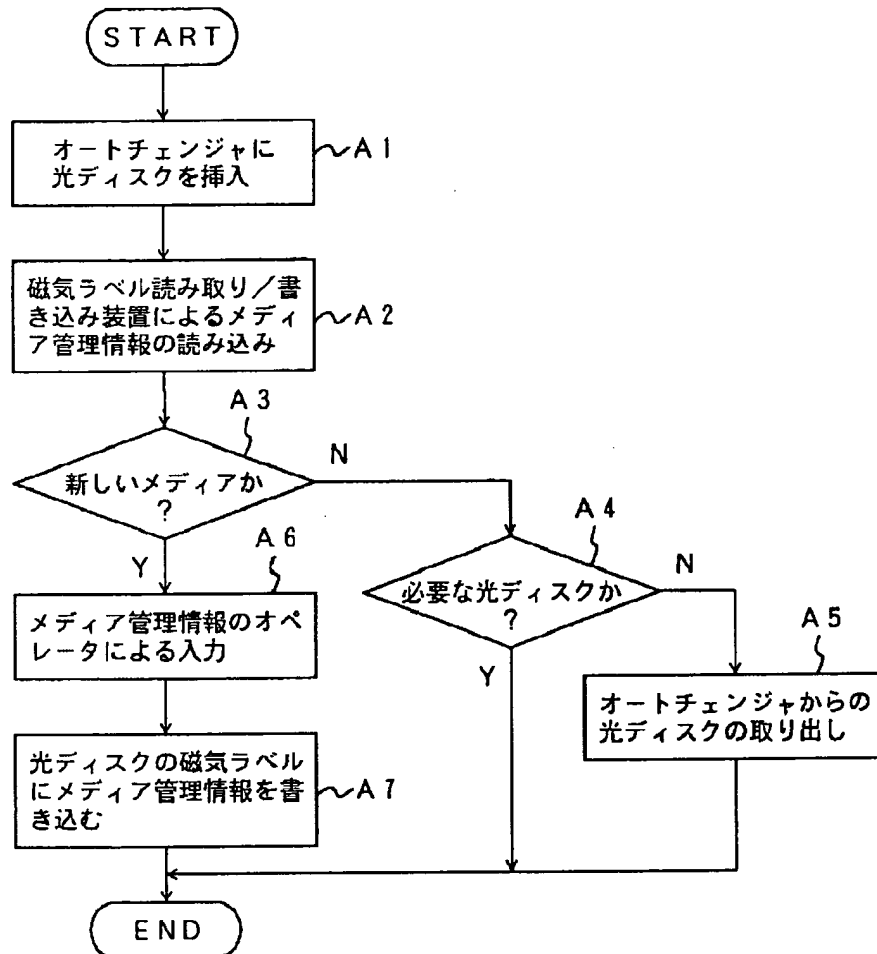 START
オートチェンジャに
光ディスクを挿入
A1
磁気ラベル読み取り／書
き込み装置によるメディ
ア管理情報の読み込み
A2
A3
新しいメディアか
?
N
Y
A4
必要な光ディスクか
?
N
Y
A5
オートチェンジャからの
光ディスクの取り出し
A6
メディア管理情報のオペ
レータによる入力
光ディスクの磁気ラベル
にメディア管理情報を書
き込む
A7
END